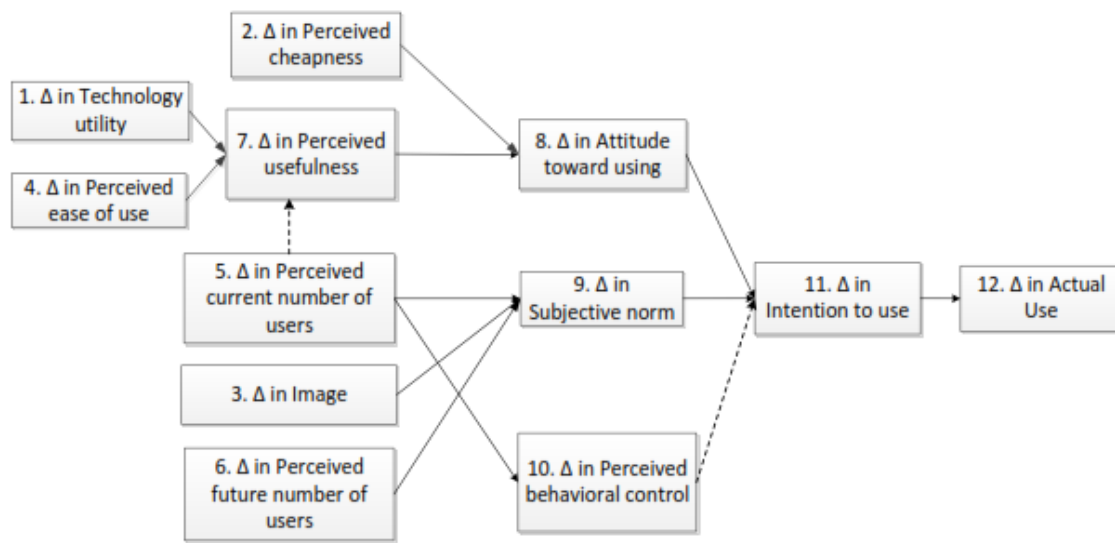 2. Δ in Perceived
cheapness
1. Δ in Technology
utility
7. Δ in Perceived
usefulness
8. Δ in Attitude
toward using
4. Δ in Perceived
ease of use
5. Δ in Perceived
current number of
users
9. Δ in
Subjective norm
11. Δ in
Intention to use
12. Δ in Actual
Use
3. Δ in Image
6. Δ in Perceived
future number of
users
10. Δ in Perceived
behavioral control